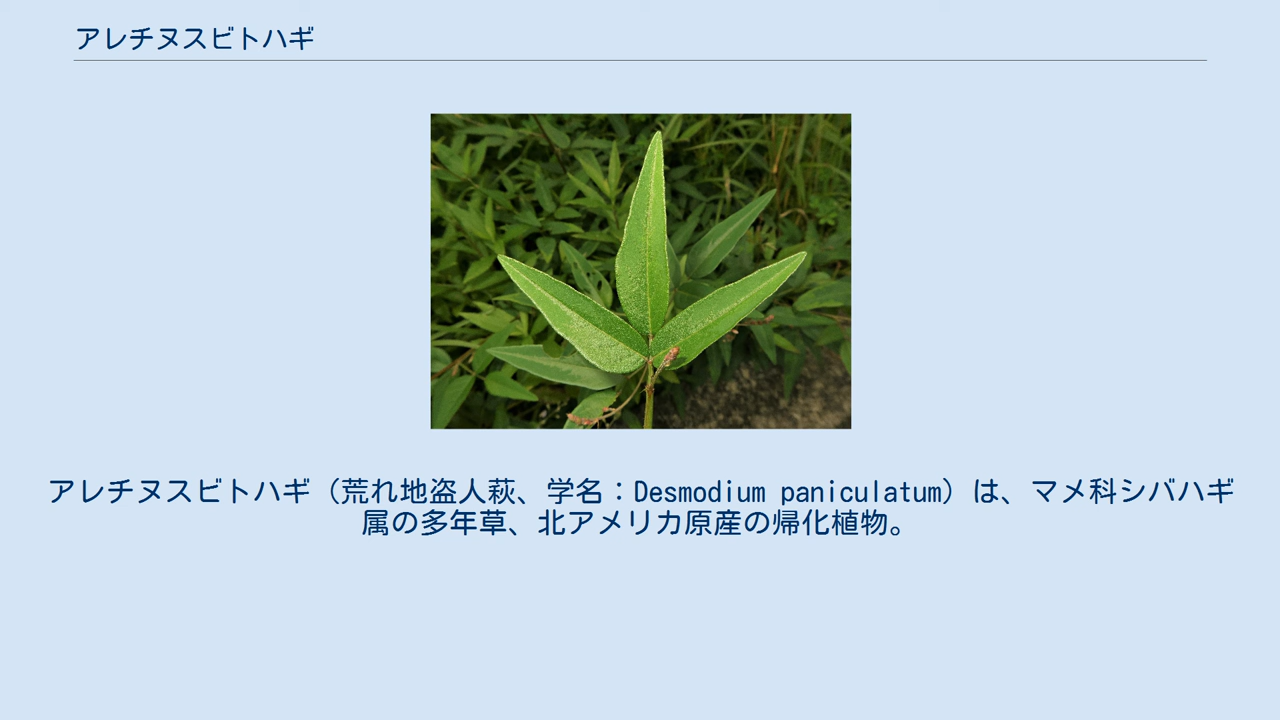 アレチヌスビトハギ
アレチヌスビトハギ（荒れ地盗人萩、学名：Desmodium paniculatum）は、マメ科シバハギ
属の多年草、北アメリカ原産の帰化植物。